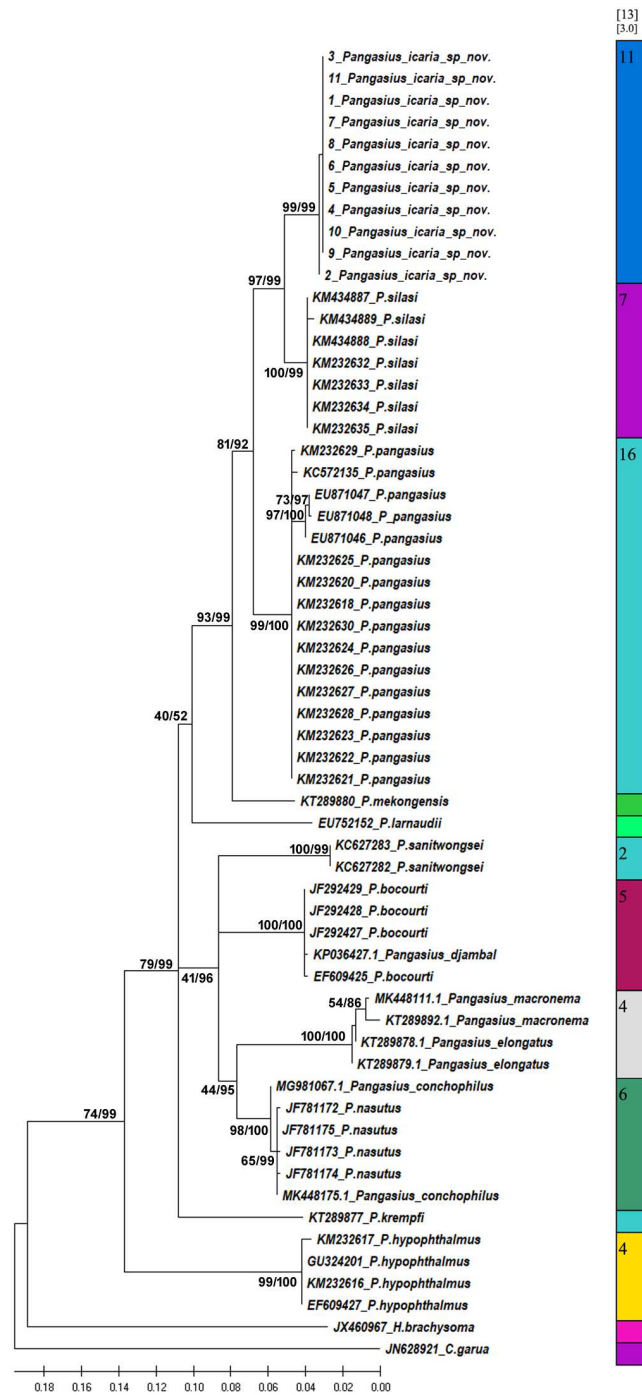 [13]
[3.0]
3_Pangasius_icaria_sp_nov.
11
11_Pangasius_icaria_sp_nov.
1_Pangasius_icaria_sp_nov.
7_Pangasius_icaria_sp_nov.
8_Pangasius_icaria_sp_nov.
6_Pangasius_icaria_sp_nov.
5_Pangasius_icaria_sp_nov.
99/99
4_Pangasius_icaria_sp_nov.
10_Pangasius_icaria_sp_nov.
9_Pangasius_icaria_sp_nov.
2_Pangasius_icaria_sp_nov.
97/99
KM434887_P.silasi
7
KM434889_P.silasi
KM434888_P.silasi
KM232632_P.silasi
100/99
KM232633_P.silasi
KM232634_P.silasi
KM232635_P.silasi
81/92
KM232629_P.pangasius
16
KC572135_P.pangasius
73/97
EU871047_P.pangasius
97/100
EU871048_P_pangasius
EU871046_P.pangasius
KM232625_P.pangasius
KM232620_P.pangasius
KM232618_P.pangasius
93/99
99/100
KM232630_P.pangasius
KM232624_P.pangasius
KM232626_P.pangasius
KM232627_P.pangasius
40/52
KM232628_P.pangasius
KM232623_P.pangasius
KM232622_P.pangasius
KM232621_P.pangasius
KT289880_P.mekongensis
EU752152_P.larnaudii
100/99
KC627283_P.sanitwongsei
2
KC627282_P.sanitwongsei
JF292429_P.bocourti
5
JF292428_P.bocourti
100/100
JF292427_P.bocourti
KP036427.1_Pangasius_djambal
79/99
41/96
EF609425_P.bocourti
54/86
MK448111.1_Pangasius_macronema
4
KT289892.1_Pangasius_macronema
100/100
KT289878.1_Pangasius_elongatus
KT289879.1_Pangasius_elongatus
44/95
MG981067.1_Pangasius_conchophilus
6
JF781172_P.nasutus
74/99
98/100
JF781175_P.nasutus
JF781173_P.nasutus
65/99
JF781174_P.nasutus
MK448175.1_Pangasius_conchophilus
KT289877_P.krempfi
KM232617_P.hypophthalmus
4
GU324201_P.hypophthalmus
99/100
KM232616_P.hypophthalmus
EF609427_P.hypophthalmus
JX460967_H.brachysoma
JN628921_C.garua
0.18 0.16 0.14 0.12 0.10 0.08 0.06 0.04 0.02 0.00